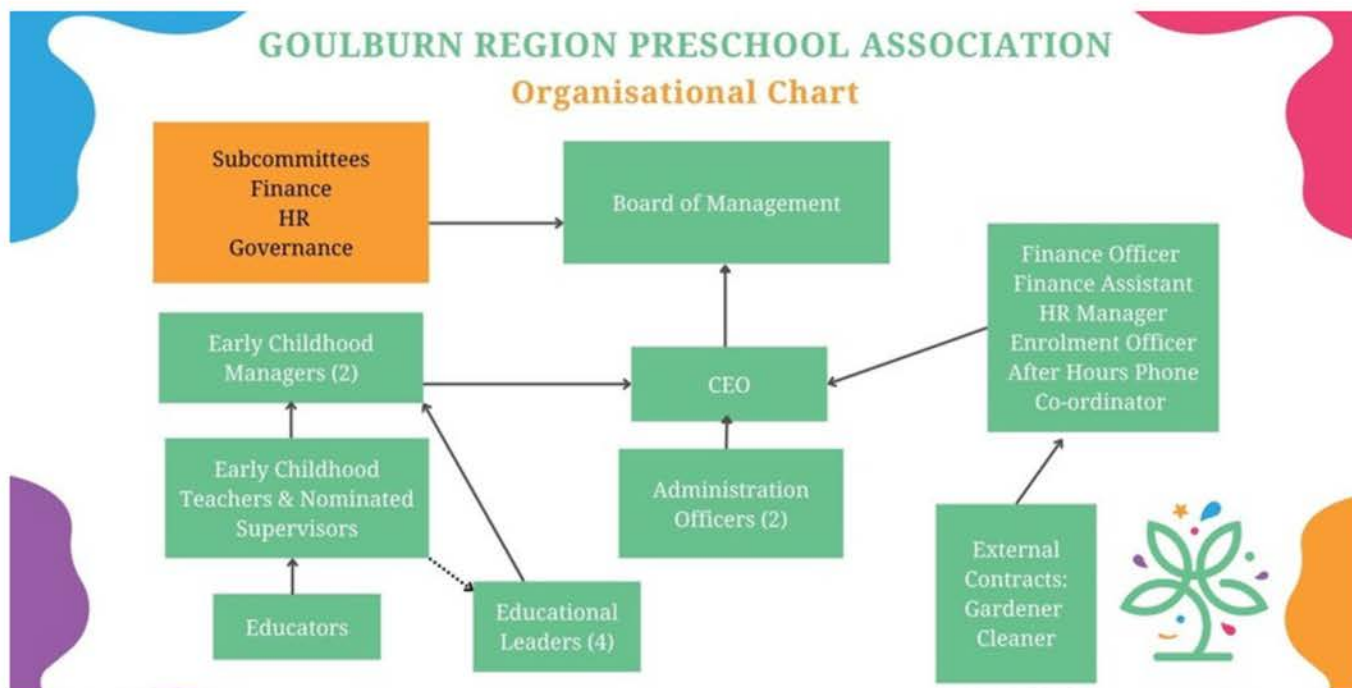 GOULBURN REGION PRESCHOOL ASSOCIATION
Organisational Chart
Subcommittees
Finance
HR
Governance
Board of Management
Finance Officer
Finance Assistant
HR Manager
Enrolment Officer
After Hours Phone
Co-ordinator
Early Childhood
Managers (2)
CEO
Early Childhood
Teachers & Nominated
Supervisors
Administration
Officers (2)
External
Contracts:
Gardener
Cleaner
Educators
Educational
Leaders (4)